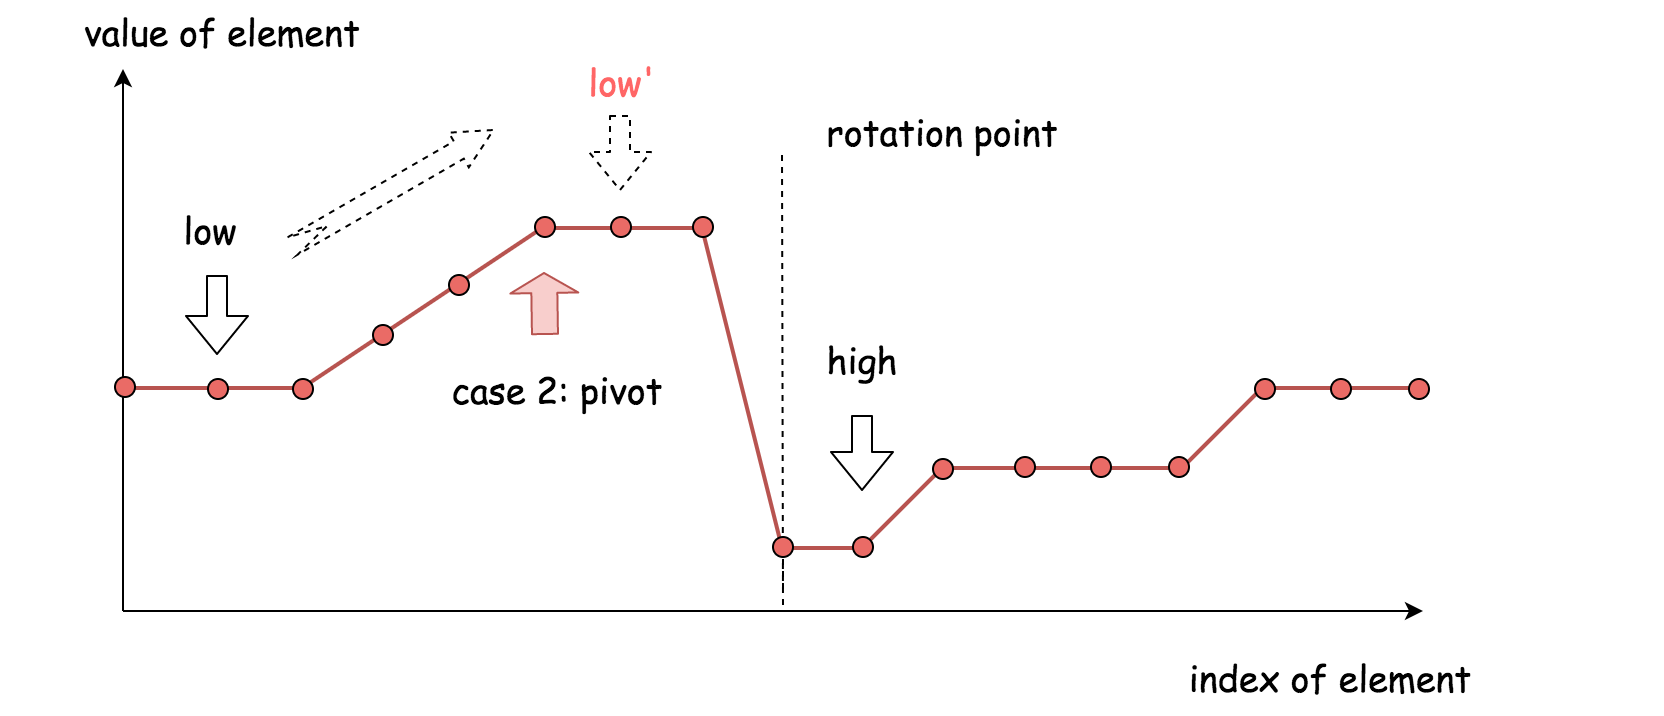 value of element
low'
rotation point
low
high
case 2: pivot
index of element